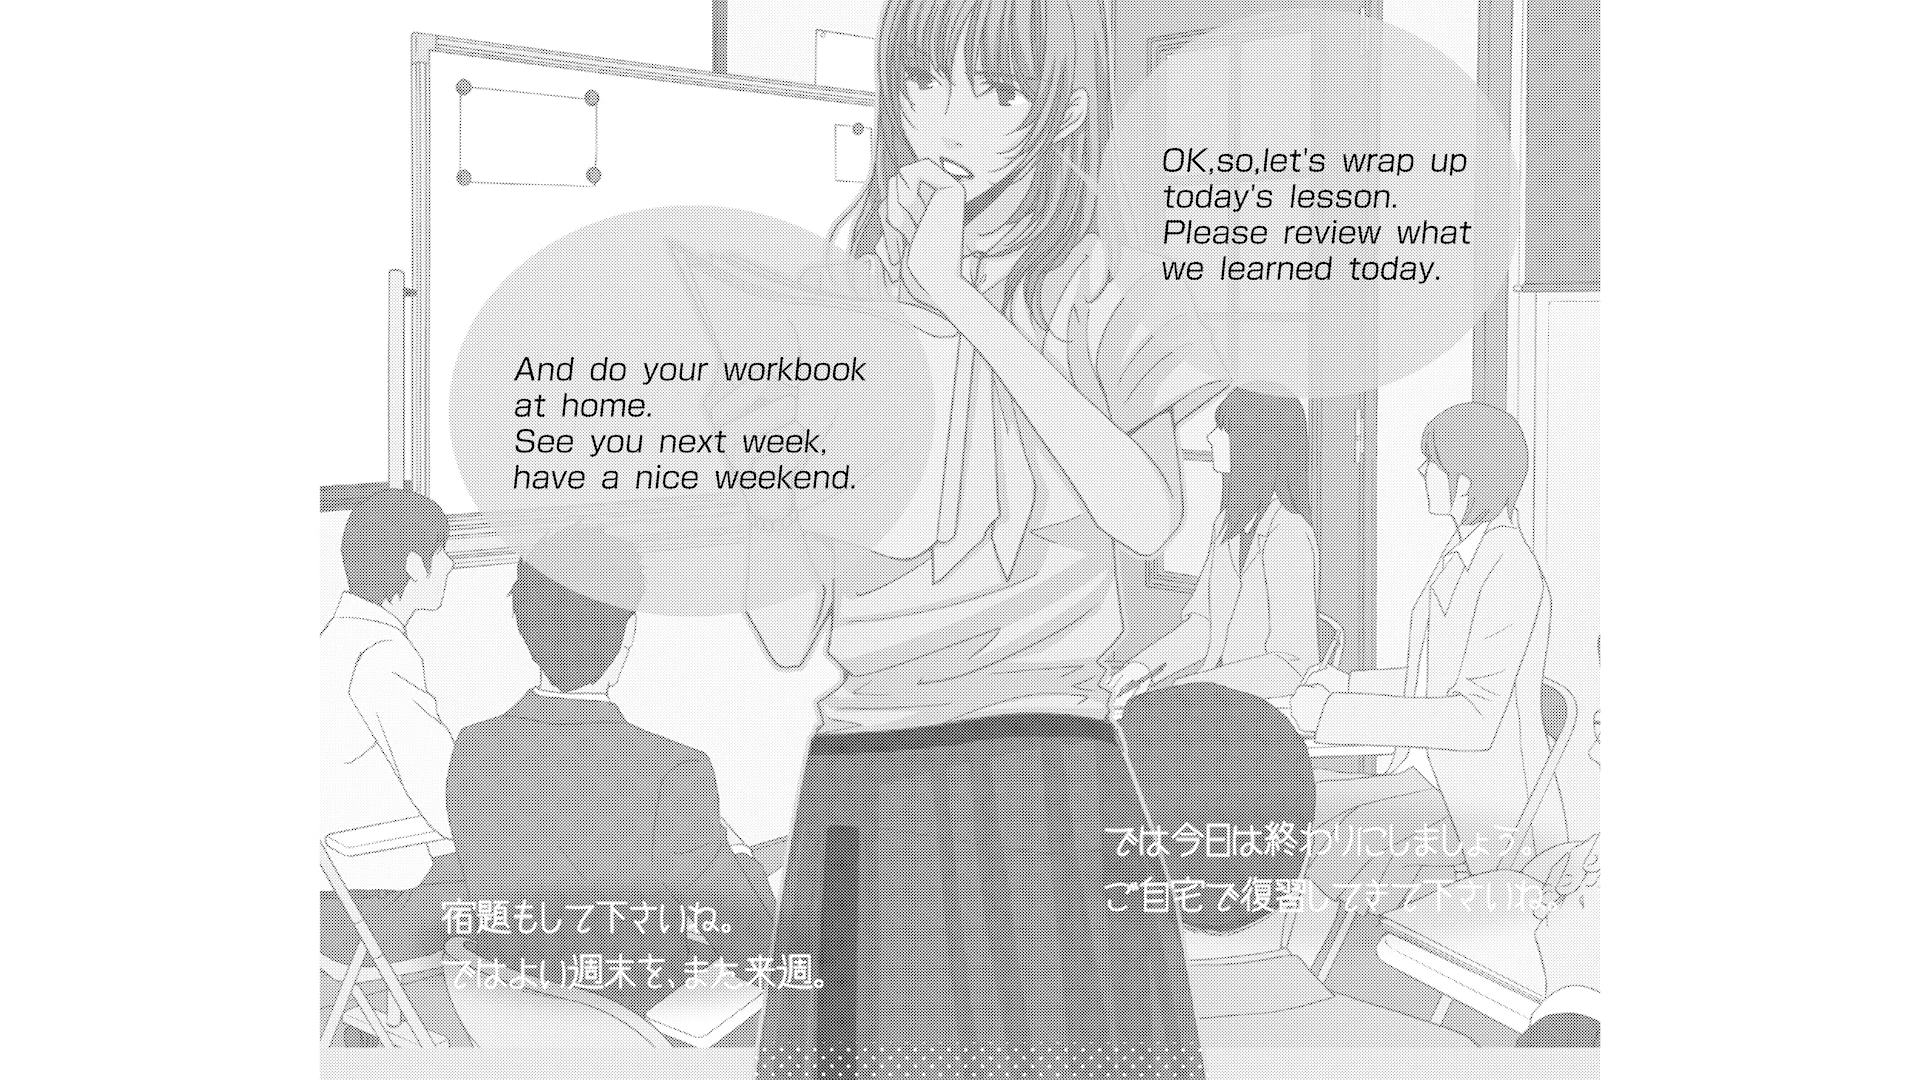 OK,so,let's wrap up
today's lesson.
Please review what
we learned today.
And do your workbook
at home.
See you next week,
have a nice weekend.
では今日は終わりにしましょう。
ご自宅で復習してきて下さいね。
宿題もして下さいね。
ではよい週末を、また来週。